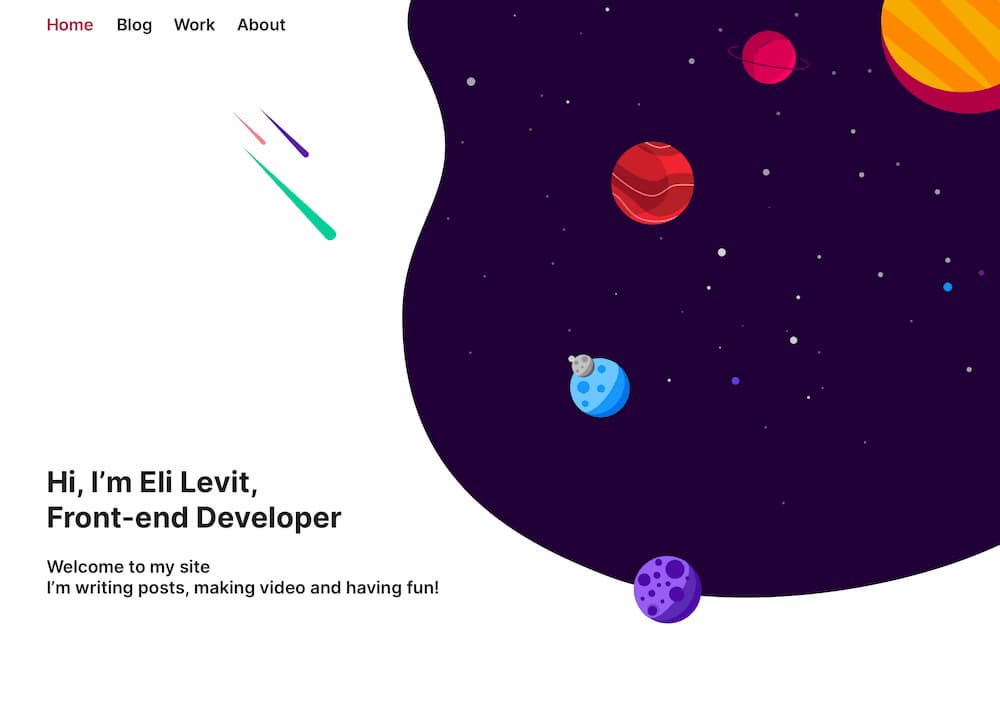 Home Blog Work About
Hi, I’m Eli Levit,
Front-end Developer
Welcome to my site
I’m writing posts, making video and having fun!